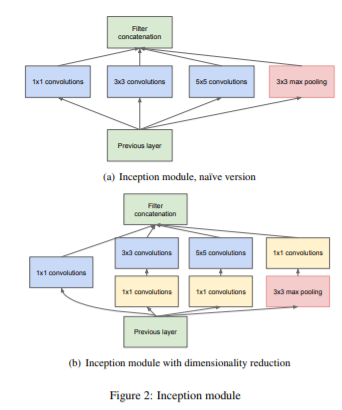 Filter
concatenation
1x1 convolutions
3x3 convolutions
5x5 convolutions
3x3 max pooling
Previous layer
(a) Inception module, naïve version
Filter
concatenation
3x3 convolutions
5x5 convolutions
1x1 convolutions
1x1 convolutions
1x1 convolutions
1x1 convolutions
3x3 max pooling
Previous layer
(b) Inception module with dimensionality reduction
Figure 2: Inception module